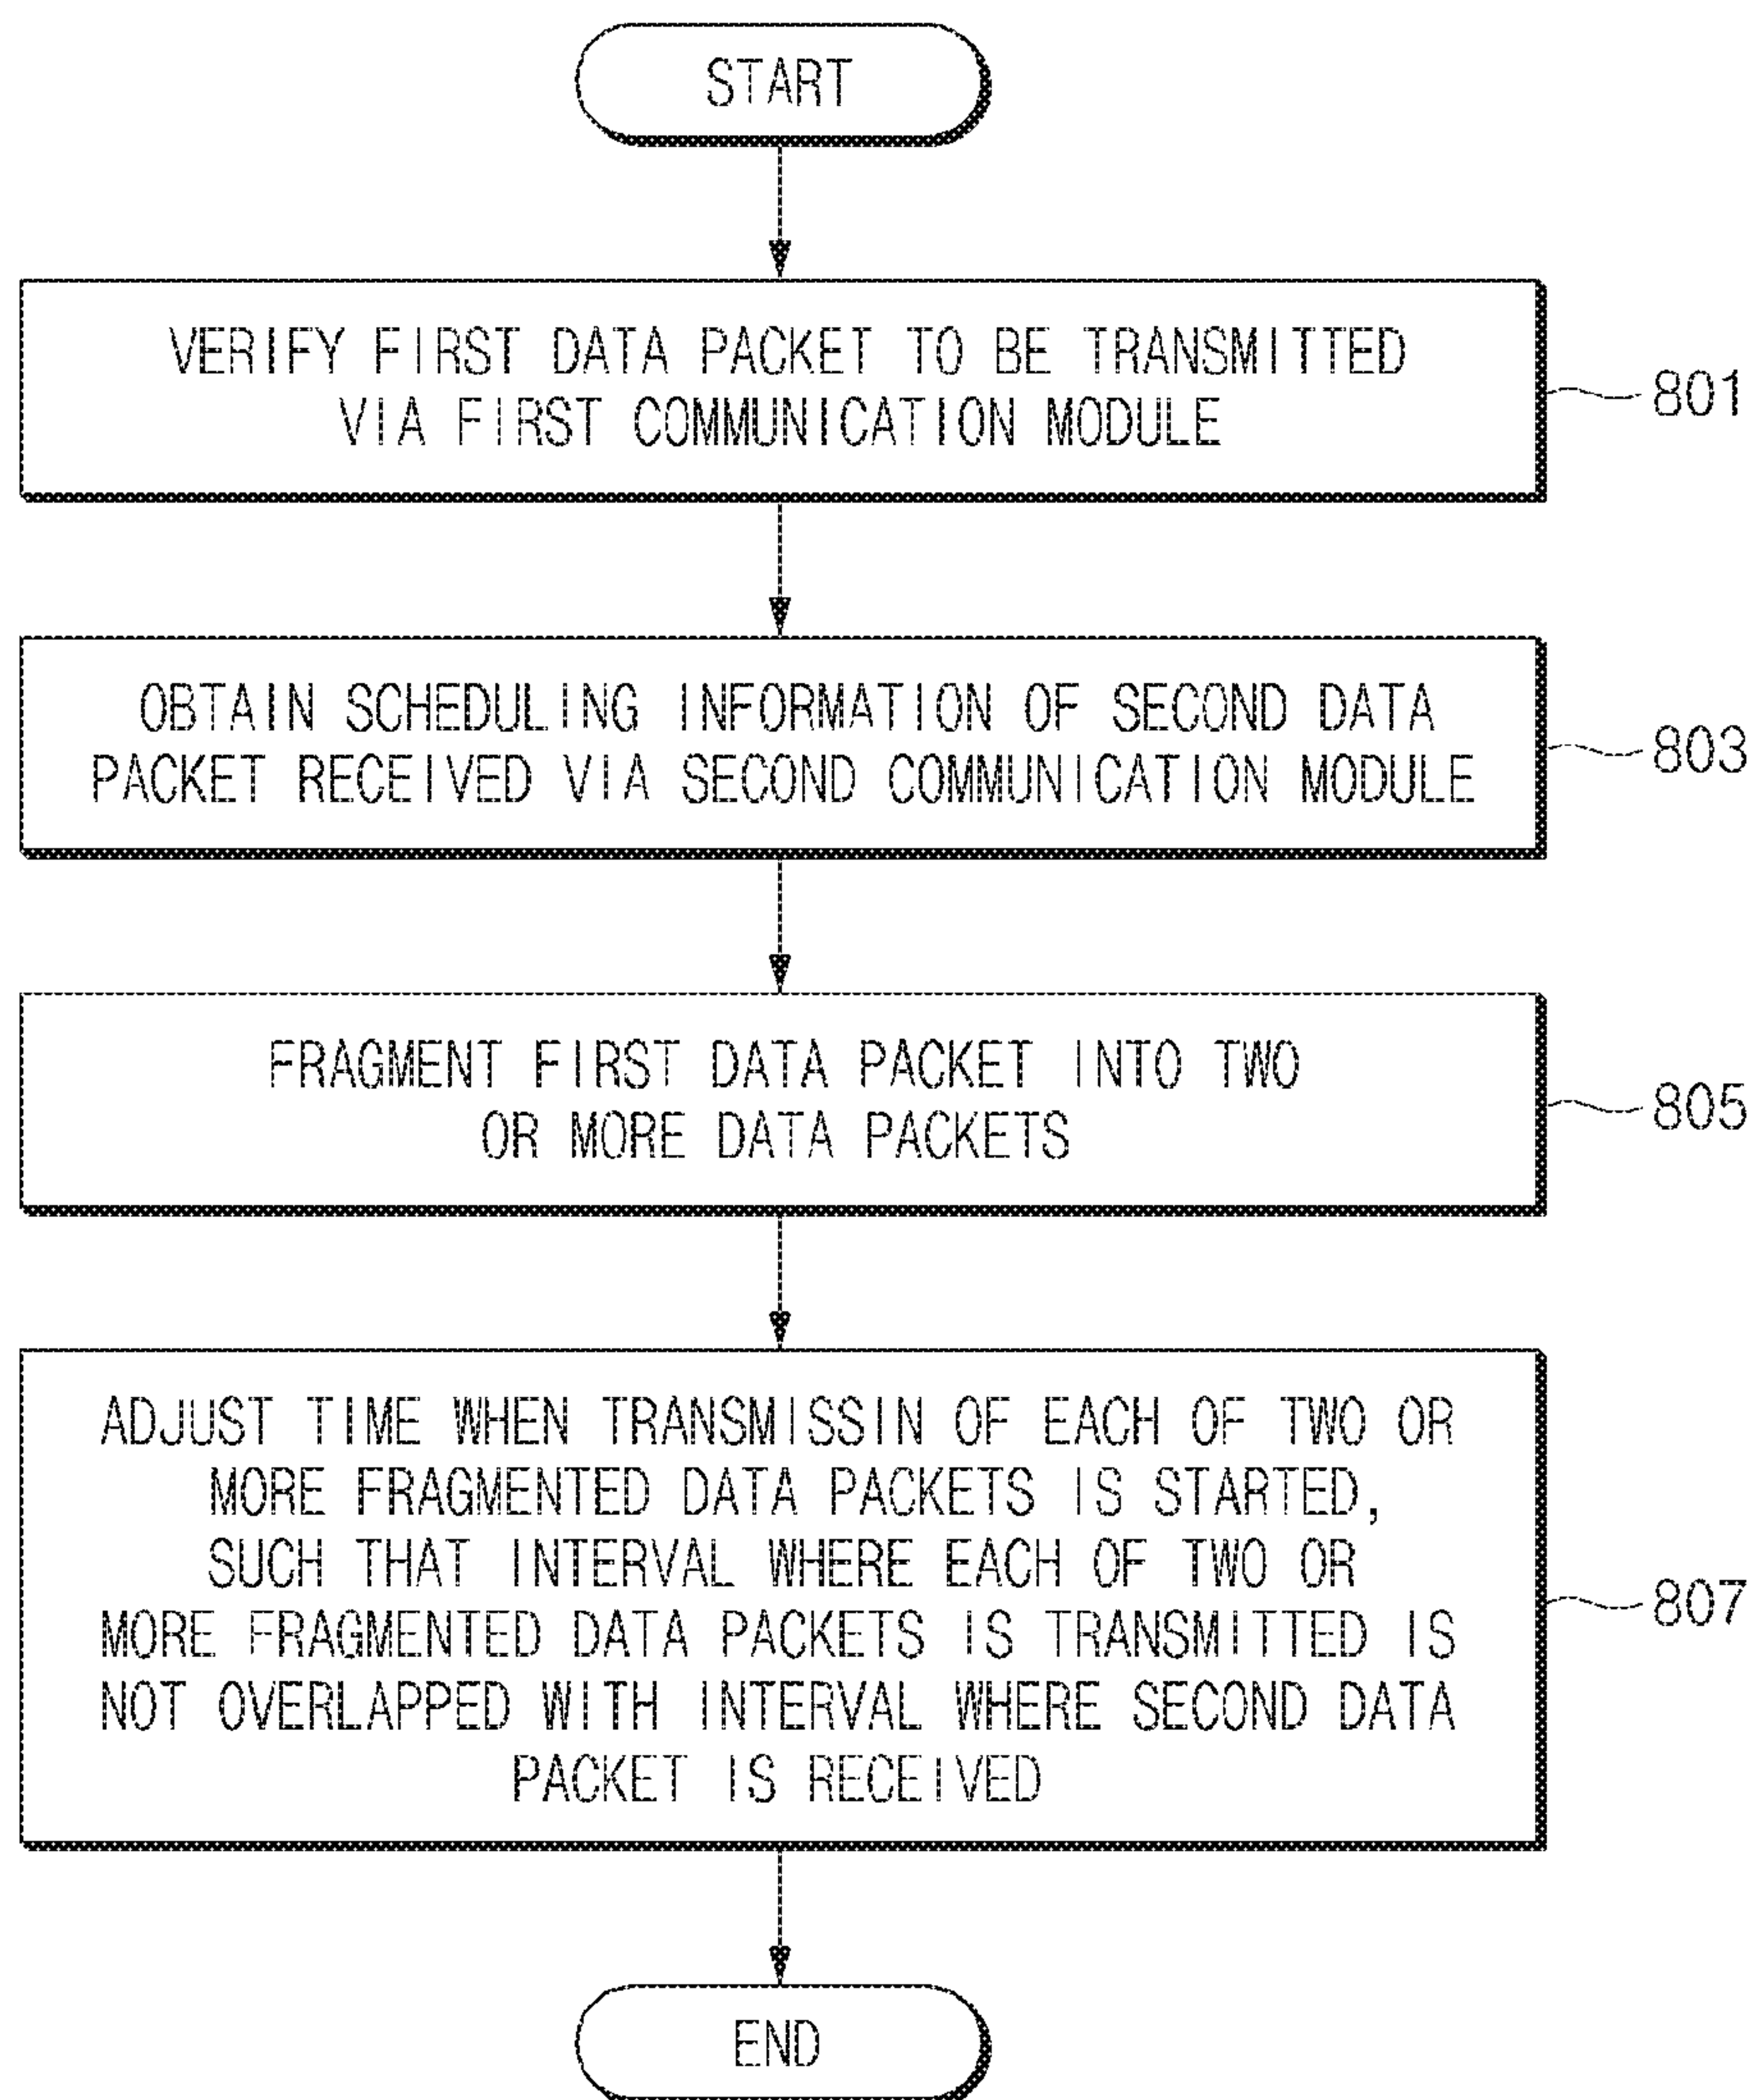 START
VERIFY FIRST DATA PACKET TO BE TRANSMITTED
VIA FIRST COMMUNICATION MODULE
801
OBTAIN SCHEDULING INFORMATION OF SECOND DATA
PACKET RECEIVED VIA SECOND COMMUNICATION MODULE
803
FRAGMENT FIRST DATA PACKET INTO TWO
OR MORE DATA PACKETS
805
ADJUST TIME WHEN TRANSMISSIN OF EACH OF TWO OR
MORE FRAGMENTED DATA PACKETS IS STARTED,
SUCH THAT INTERVAL WHERE EACH OF TWO OR
MORE FRAGMENTED DATA PACKETS IS TRANSMITTED IS
NOT OVERLAPPED WITH INTERVAL WHERE SECOND DATA
PACKET IS RECEIVED
807
END